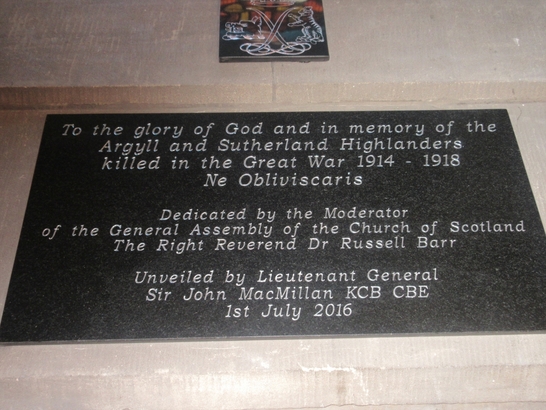 To the glory of God and in memory of the
Argyll and Sutherland Highlanders
killed in the Great War 1914 - 1918
Ne Obliviscaris
Dedicated by the Moderator
of the General Assembly of the Church of Scotland
The Right Reverend Dr Russell Barr
Unveiled by Lieutenant General
Sir John MacMillan KCB CBE
1st July 2016